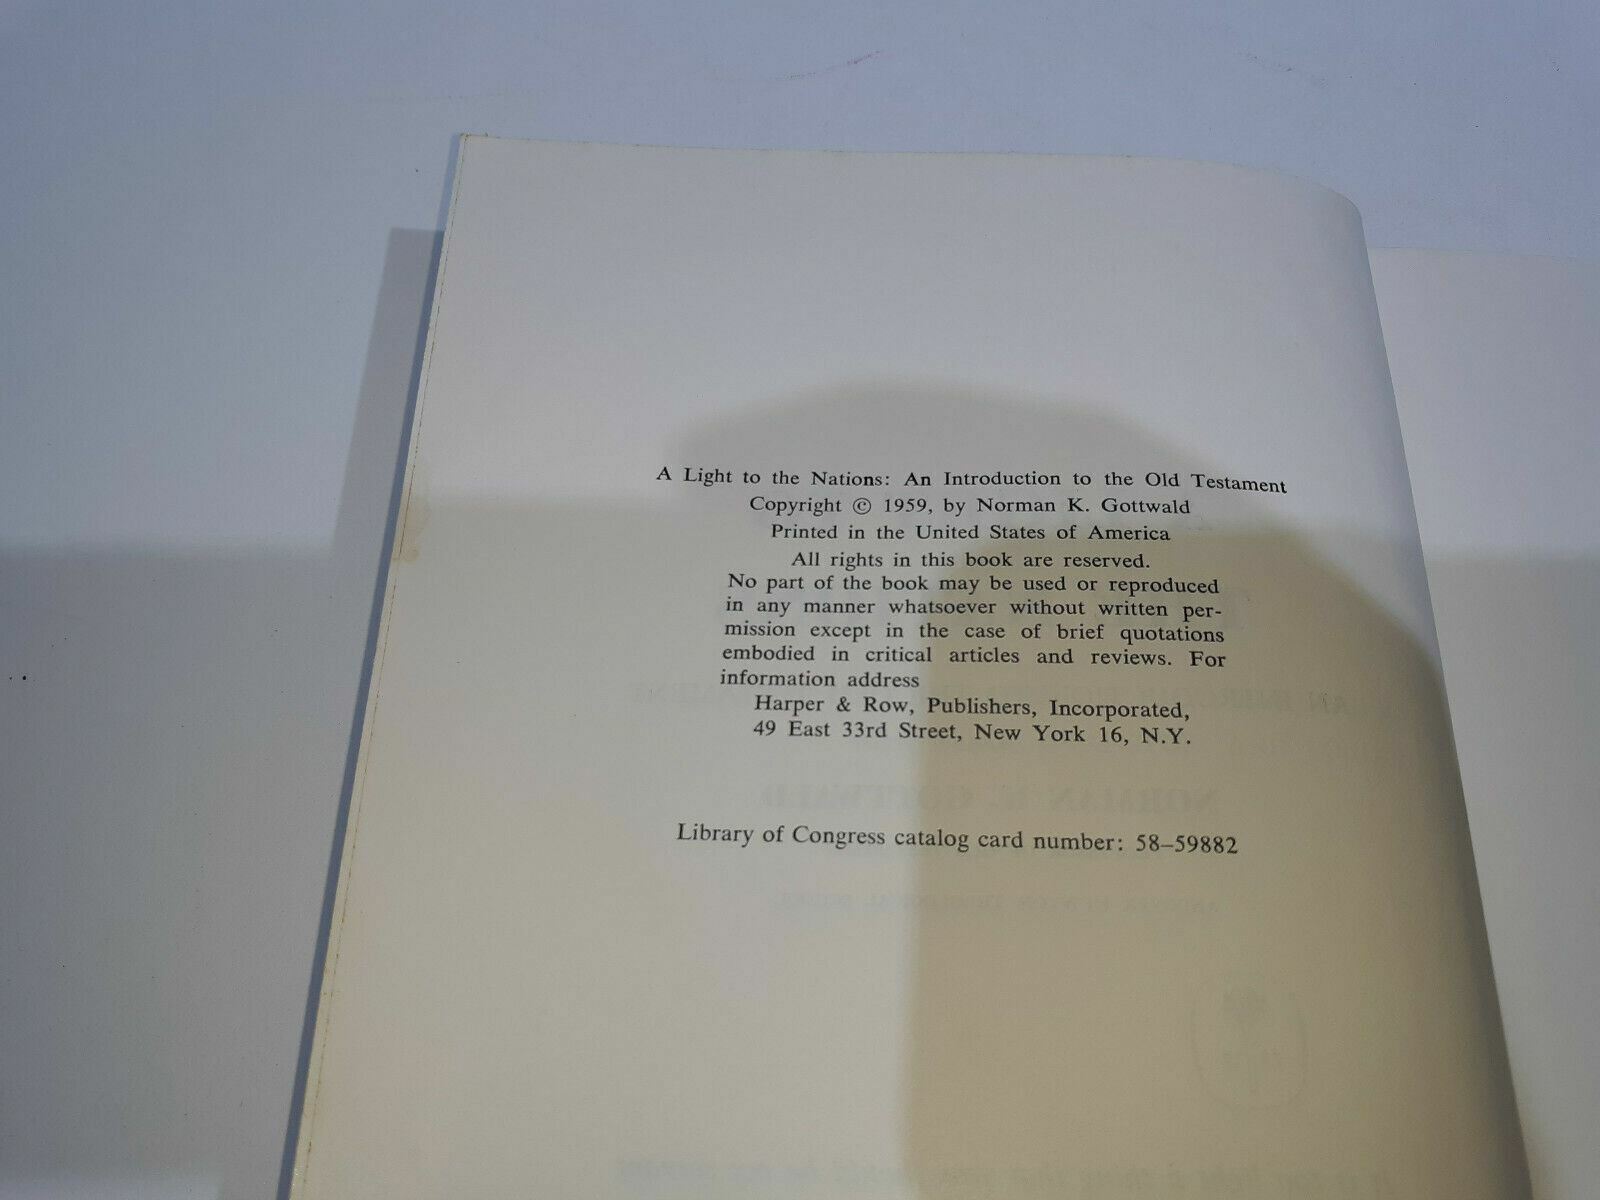 A Light to the Nations: An Introduction to the Old Testament
Copyright © 1959, by Norman K. Gottwald
Printed in the United States of America
All rights in this book are reserved.
No part of the book may be used or reproduced
in any manner whatsoever without written per-
mission except in the case of brief quotations
embodied in critical articles and reviews. For
information address
Harper & Row, Publishers, Incorporated,
49 East 33rd Street, New York 16, N.Y.
NORMAN K. GOTTWALD
Library of Congress catalog card number: 58–59882